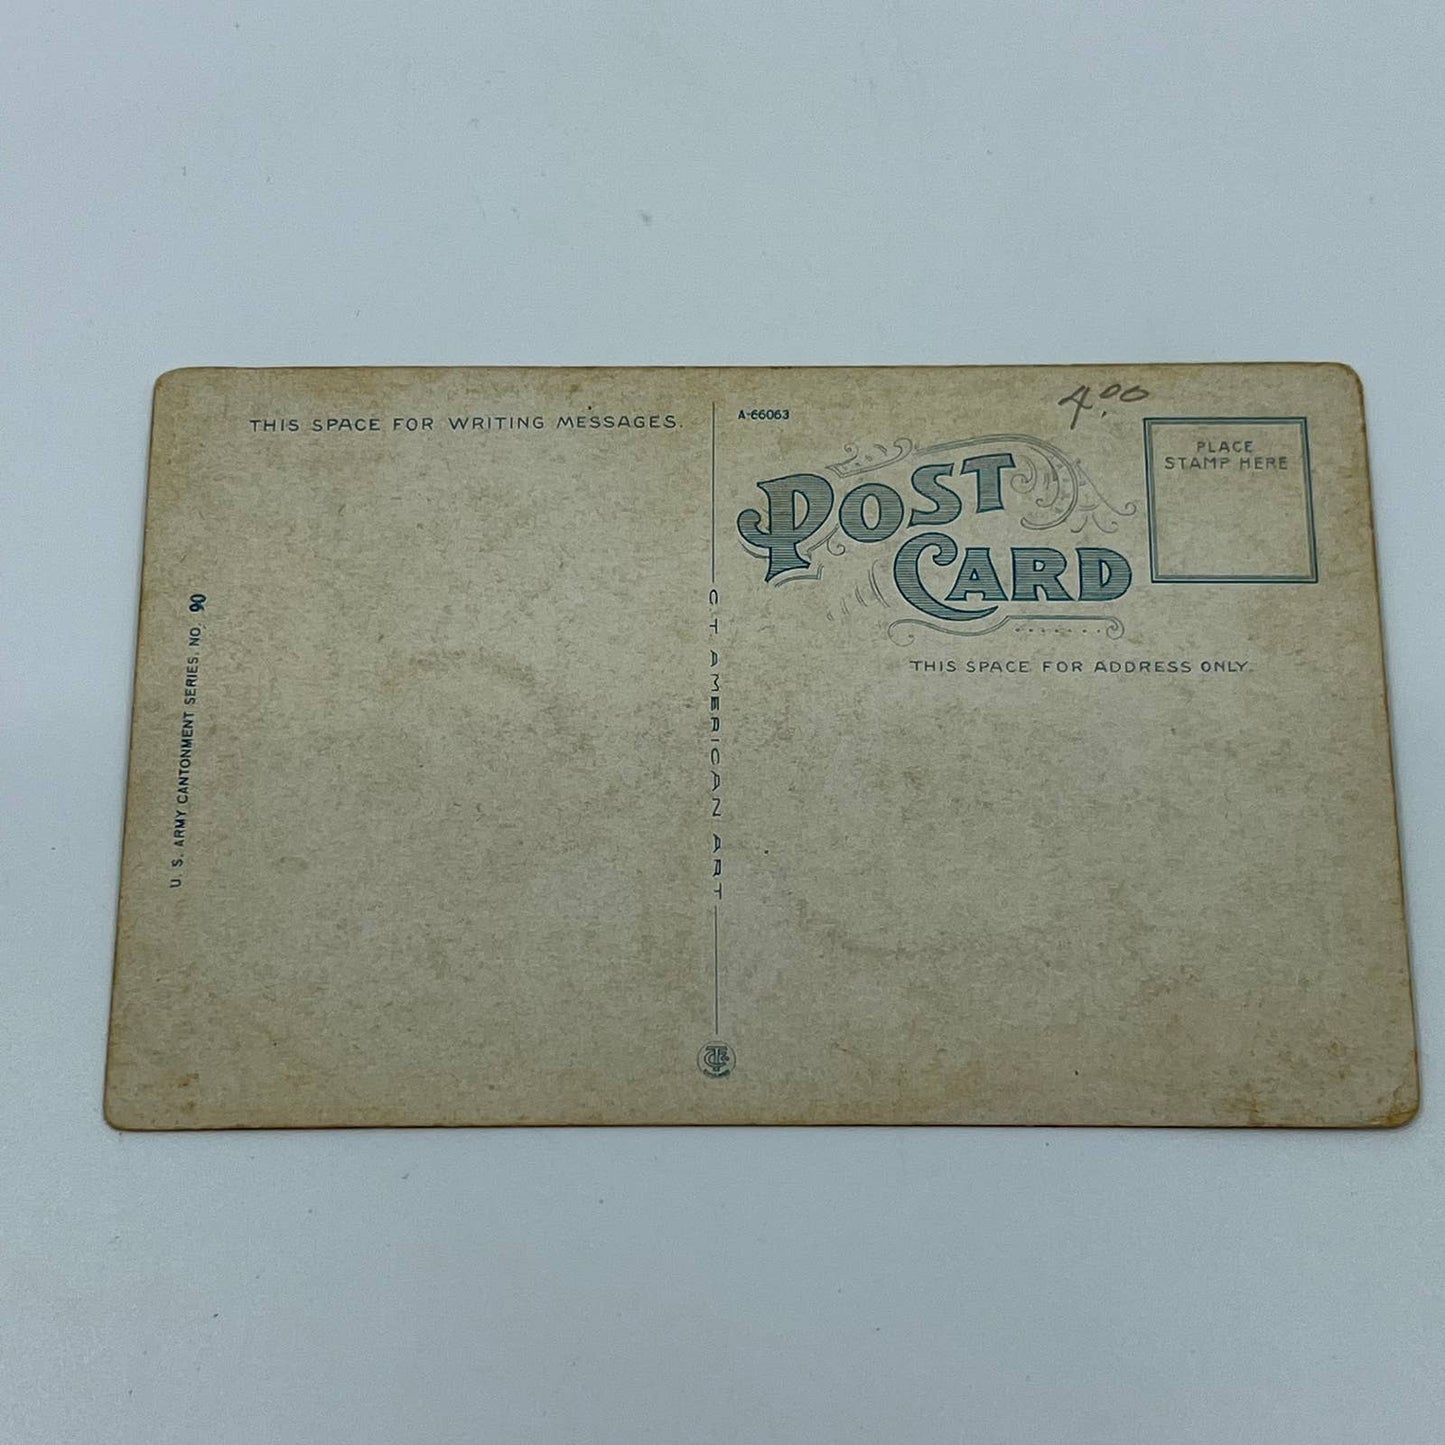 THIS SPACE FOR WRITING MESSAGES.
U. S. ARMY CANTONMENT SERIES. NO. 90
C. T. AMERICAN ART
A-66063
4.00
POST
CARD
PLACE
STAMP HERE
THIS SPACE FOR ADDRESS ONLY.